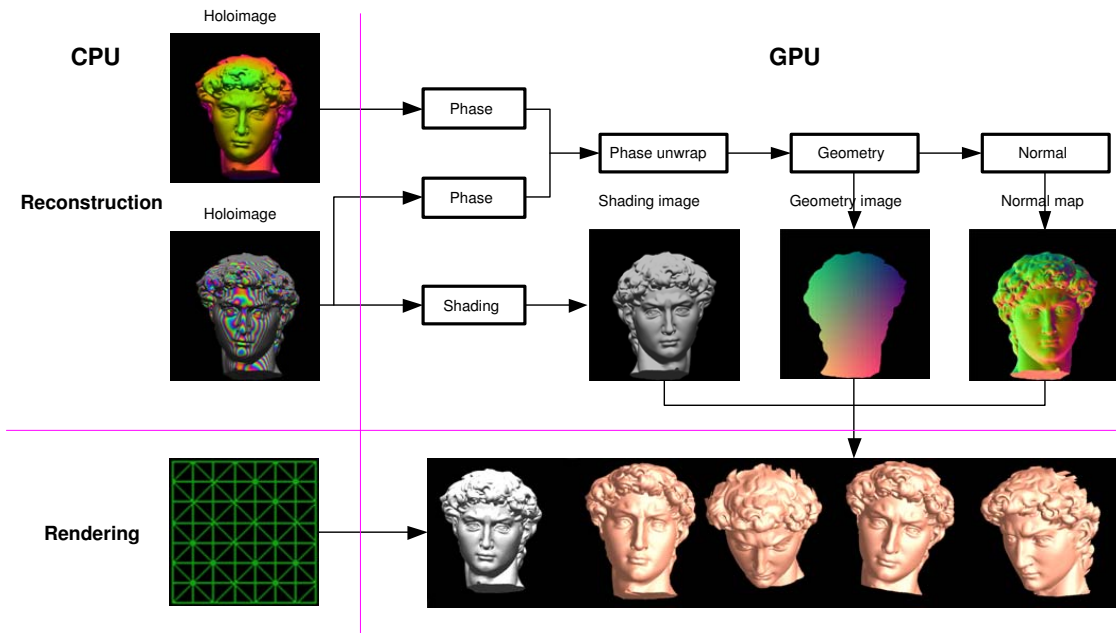 Holoimage
CPU
GPU
Phase
Phase unwrap
Geometry
Normal
Reconstruction
Phase
Shading image
Geometry image
Normal map
Holoimage
Shading
Rendering